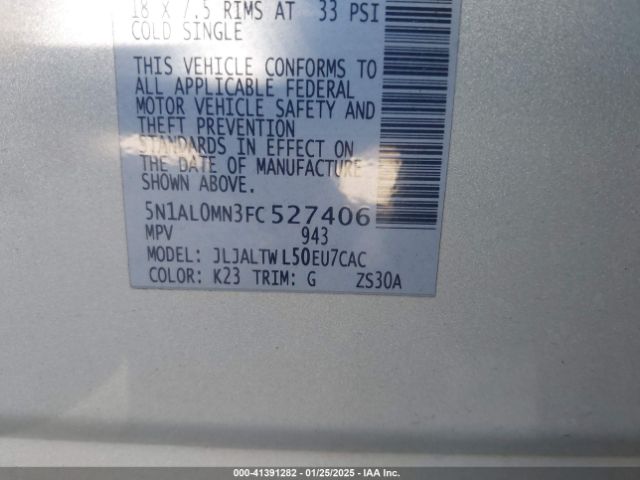 18 X 7.5 RIMS AT 33 PSI
COLD SINGLE
THIS VEHICLE CONFORMS TO
ALL APPLICABLE FEDERAL
MOTOR VEHICLE SAFETY AND
THEFT PREVENTION
STANDARDS IN EFFECT ON
THE DATE OF MANUFACTURE
SHOWN ABOVE.
5N1AL0MN3FC527406
MPV 943
MODEL: JLJALTWL50EU7CAC
COLOR: K23 TRIM: G ZS30A
000-41391282 | 01/25/2025 - IAA Inc.